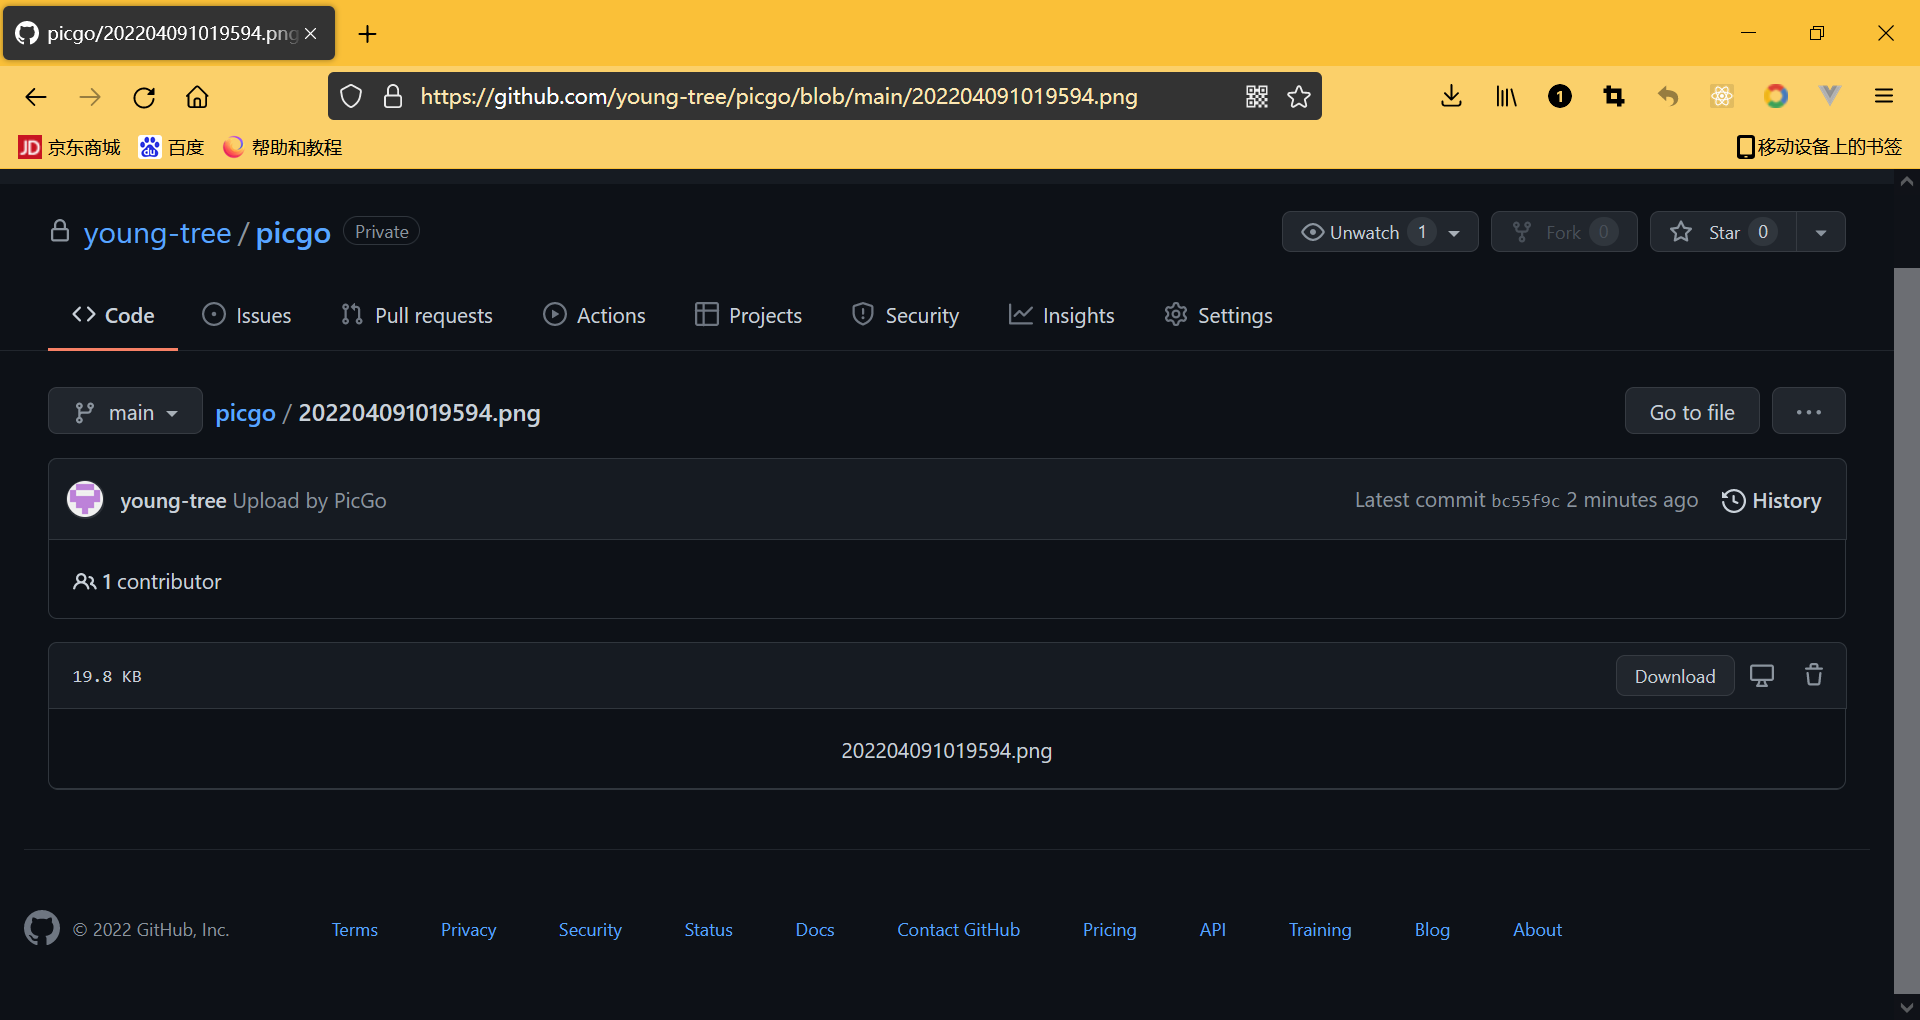 picgo/202204091019594.png
https://github.com/young-tree/picgo/blob/main/202204091019594.png
1
JD 京东商城 du 百度 帮助和教程 移动设备上的书签
young-tree / picgo Private Unwatch 1 Fork 0 Star 0
Code Issues Pull requests Actions Projects Security Insights Settings
main picgo / 202204091019594.png Go to file ...
young-tree Upload by PicGo Latest commit bc55f9c 2 minutes ago History
1 contributor
19.8 KB Download
202204091019594.png
© 2022 GitHub, Inc. Terms Privacy Security Status Docs Contact GitHub Pricing API Training Blog About